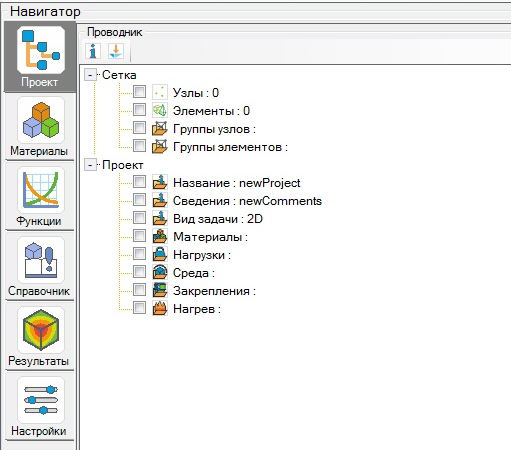 Навигатор
Проект
Материалы
Функции
Справочник
Результаты
Настройки
Проводник
Сетка
Узлы : 0
Элементы : 0
Группы узлов :
Группы элементов :
Проект
Название : newProject
Сведения : newComments
Вид задачи : 2D
Материалы :
Нагрузки :
Среда :
Закрепления :
Нагрев :